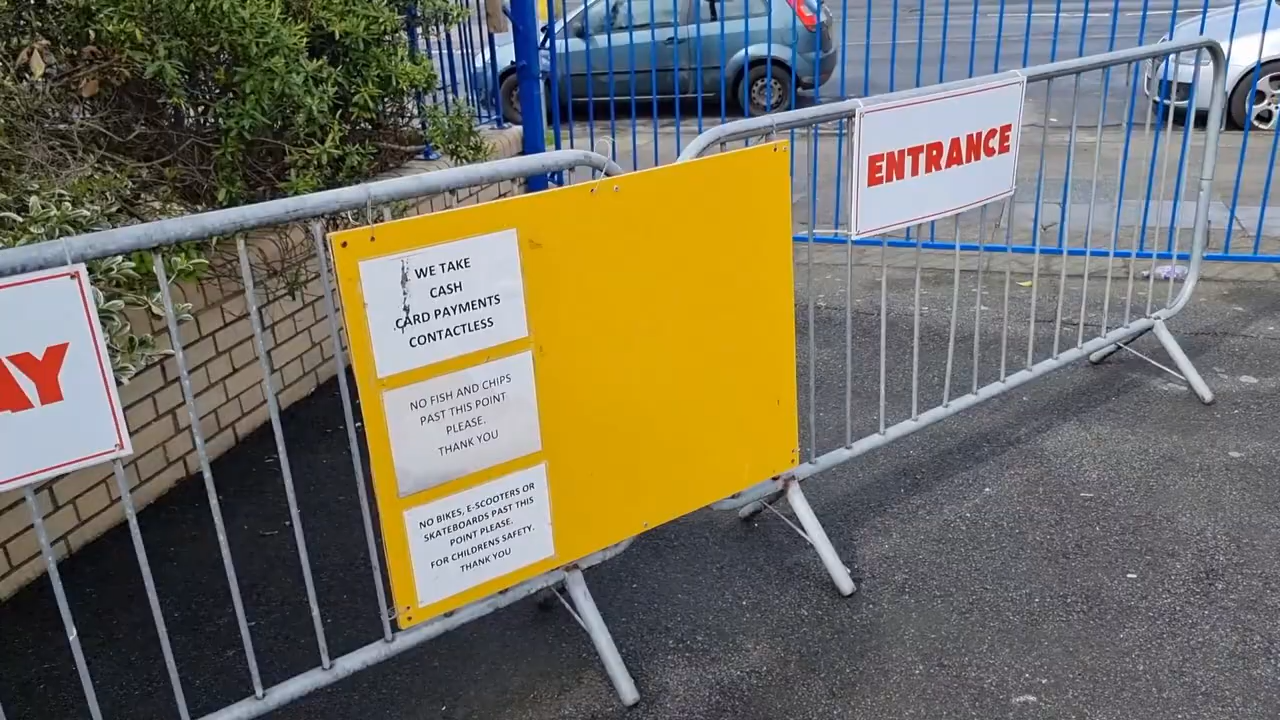 AY
WE TAKE
CASH
CARD PAYMENTS
CONTACTLESS
NO FISH AND CHIPS
PAST THIS POINT
PLEASE.
THANK YOU
NO BIKES, E-SCOOTERS OR
SKATEBOARDS PAST THIS
POINT PLEASE.
FOR CHILDRENS SAFETY.
THANK YOU
ENTRANCE